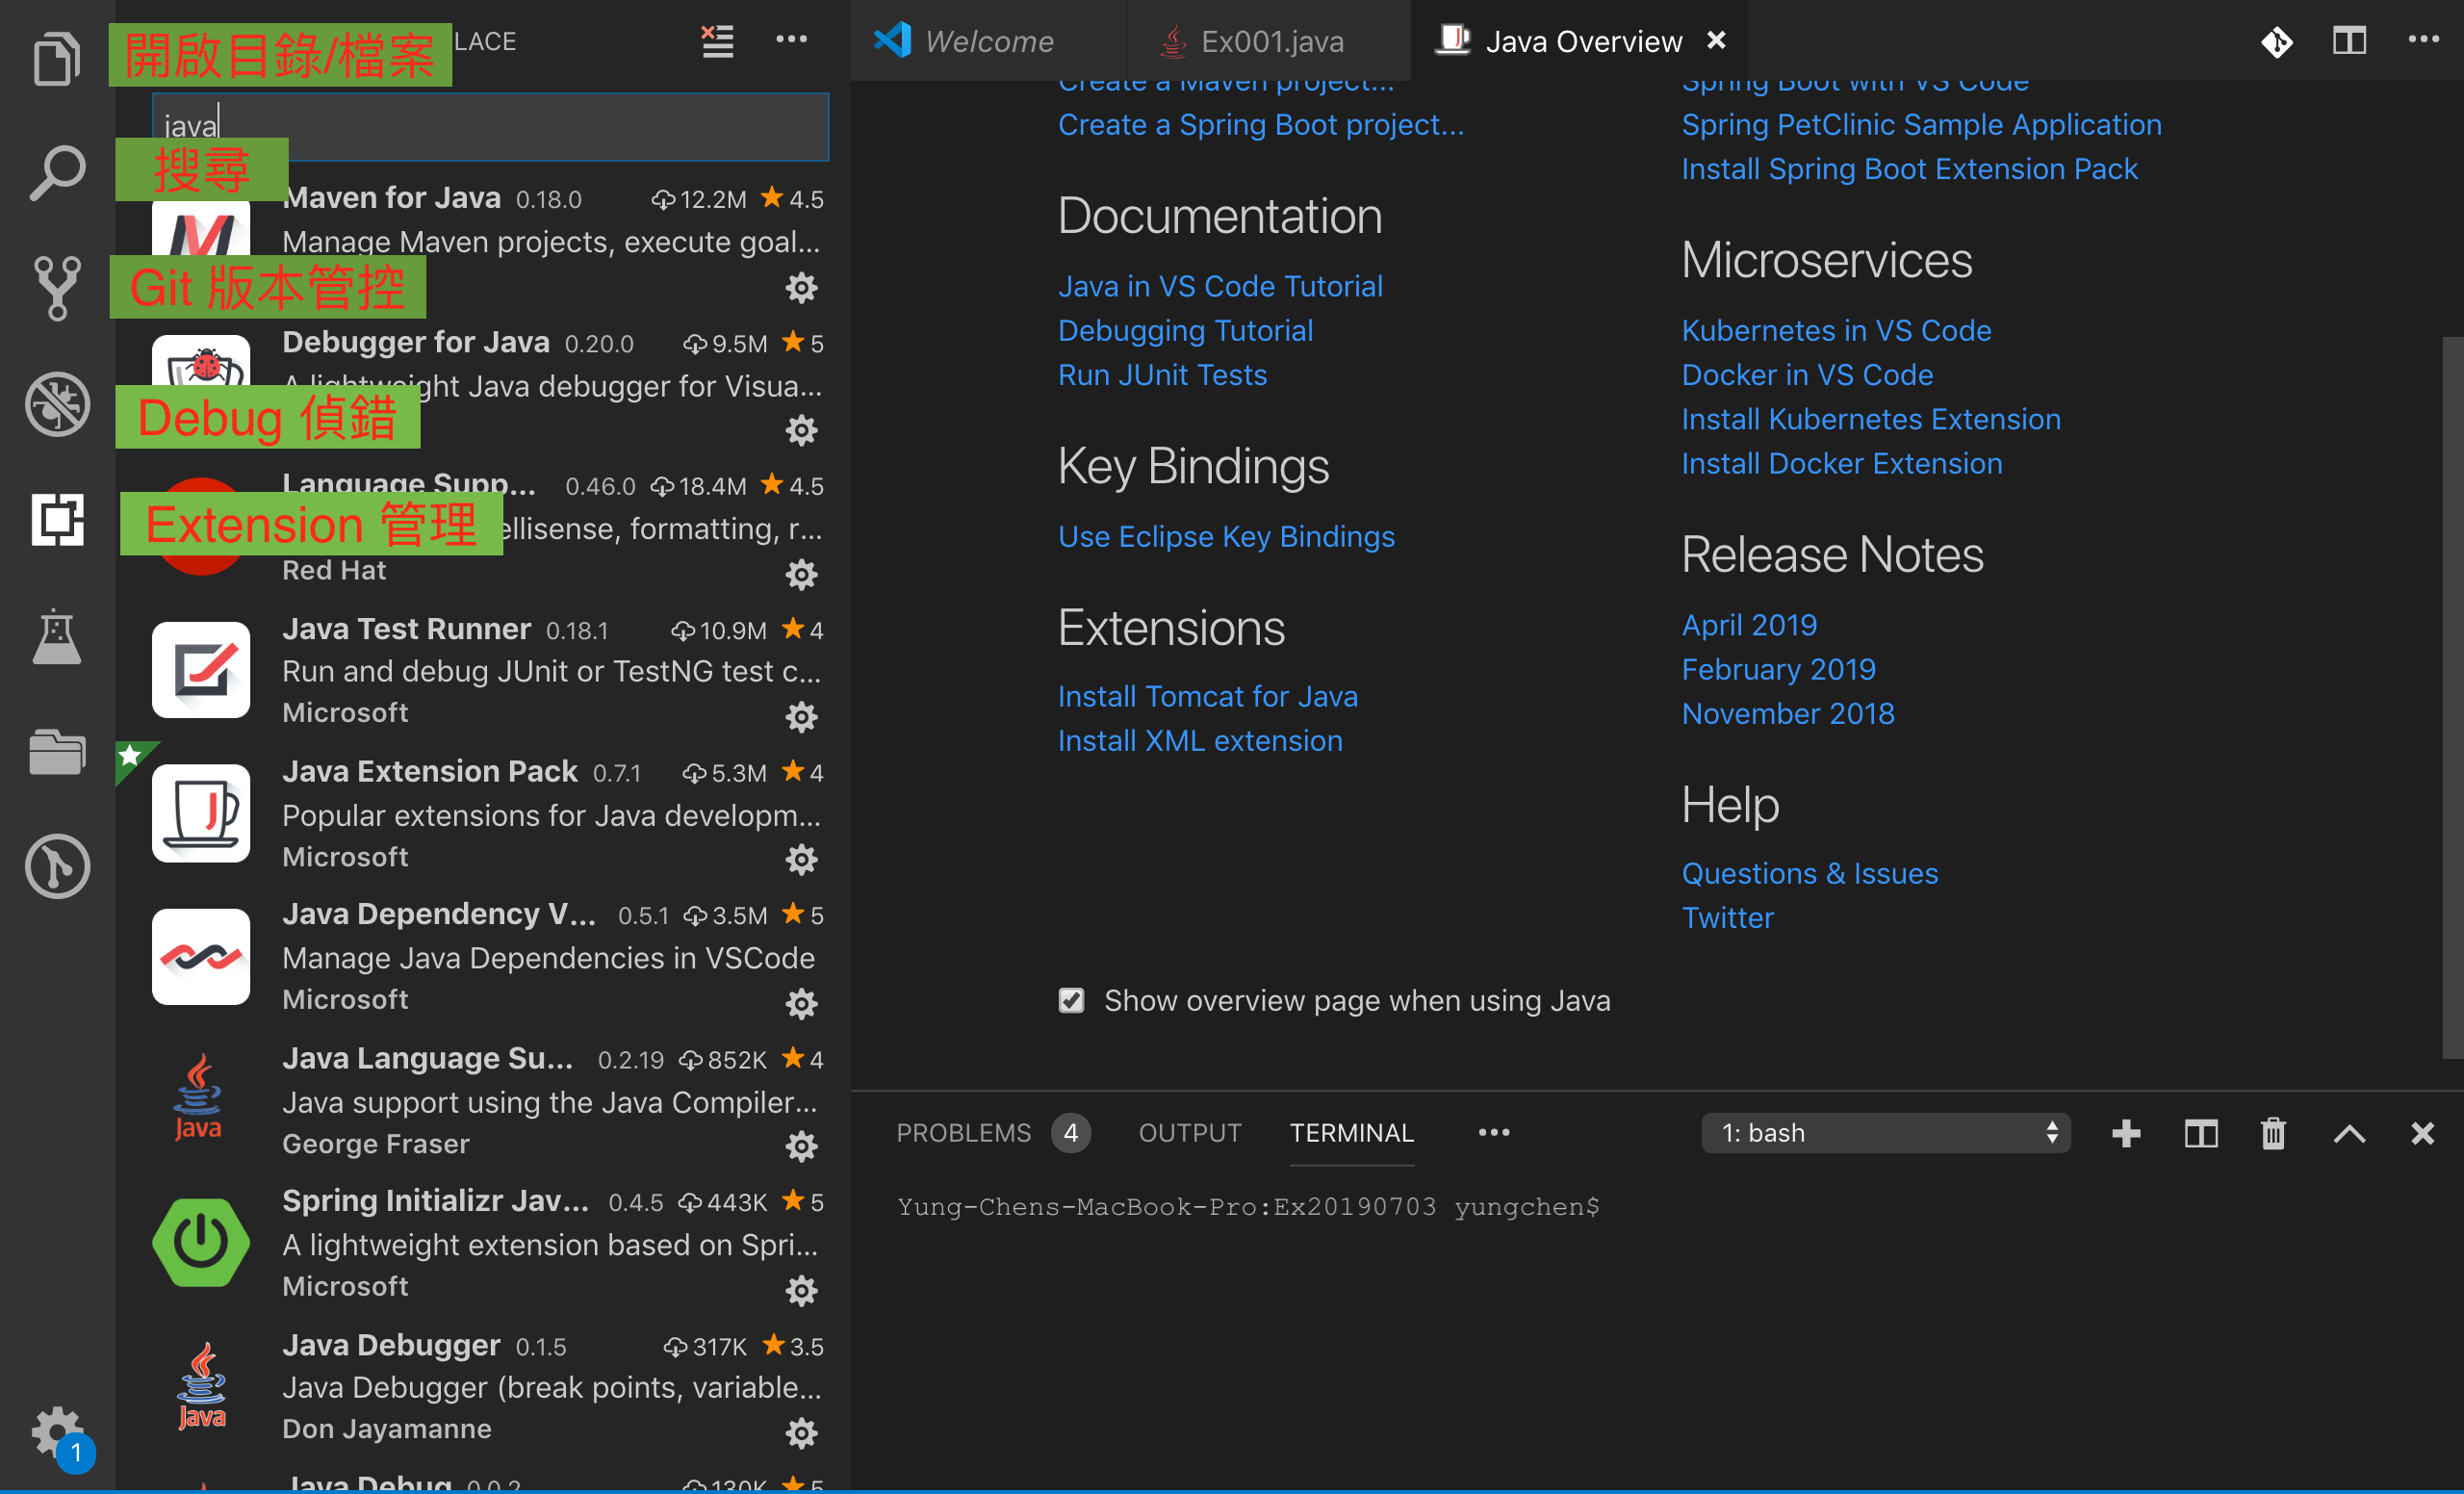 開啟目錄/檔案
LACE
java
搜尋
Maven for Java 0.18.0 12.2M 4.5
Manage Maven projects, execute goal...
Git 版本管控
Debugger for Java 0.20.0 9.5M 5
A lightweight Java debugger for Visua...
Debug 偵錯
Language Supp... 0.46.0 18.4M 4.5
Extension 管理
ellisense, formatting, r...
Red Hat
Java Test Runner 0.18.1 10.9M 4
Run and debug JUnit or TestNG test c...
Microsoft
Java Extension Pack 0.7.1 5.3M 4
Popular extensions for Java developm...
Microsoft
Java Dependency V... 0.5.1 3.5M 5
Manage Java Dependencies in VSCode
Microsoft
Java
Java Language Su... 0.2.19 852K 4
Java support using the Java Compiler...
George Fraser
Spring Initializr Jav... 0.4.5 443K 5
A lightweight extension based on Spri...
Microsoft
Java
Java Debugger 0.1.5 317K 3.5
Java Debugger (break points, variable...
Don Jayamanne
Java Debug 0.0.2 130K 5
1
Welcome
Ex001.java
Java Overview
Create a Maven project...
Create a Spring Boot project...
Documentation
Java in VS Code Tutorial
Debugging Tutorial
Run JUnit Tests
Key Bindings
Use Eclipse Key Bindings
Extensions
Install Tomcat for Java
Install XML extension
Spring Boot with VS Code
Spring PetClinic Sample Application
Install Spring Boot Extension Pack
Microservices
Kubernetes in VS Code
Docker in VS Code
Install Kubernetes Extension
Install Docker Extension
Release Notes
April 2019
February 2019
November 2018
Help
Questions & Issues
Twitter
Show overview page when using Java
PROBLEMS 4 OUTPUT TERMINAL 1: bash
Yung-Chens-MacBook-Pro:Ex20190703 yungchen$